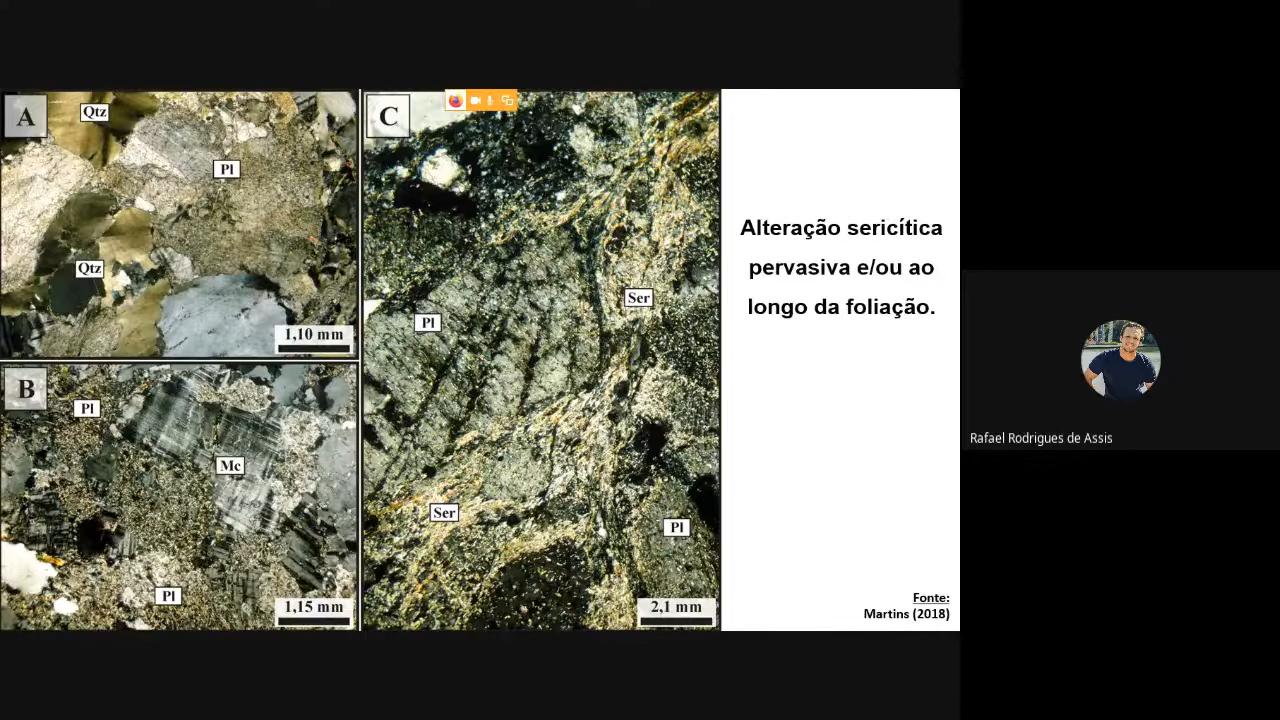 A
Qtz
Pl
Qtz
1,10 mm
B
Pl
Mc
Pl
1,15 mm
C
Pl
Ser
Ser
Pl
2,1 mm
Alteração sericítica
pervasiva e/ou ao
longo da foliação.
Fonte:
Martins (2018)
Rafael Rodrigues de Assis